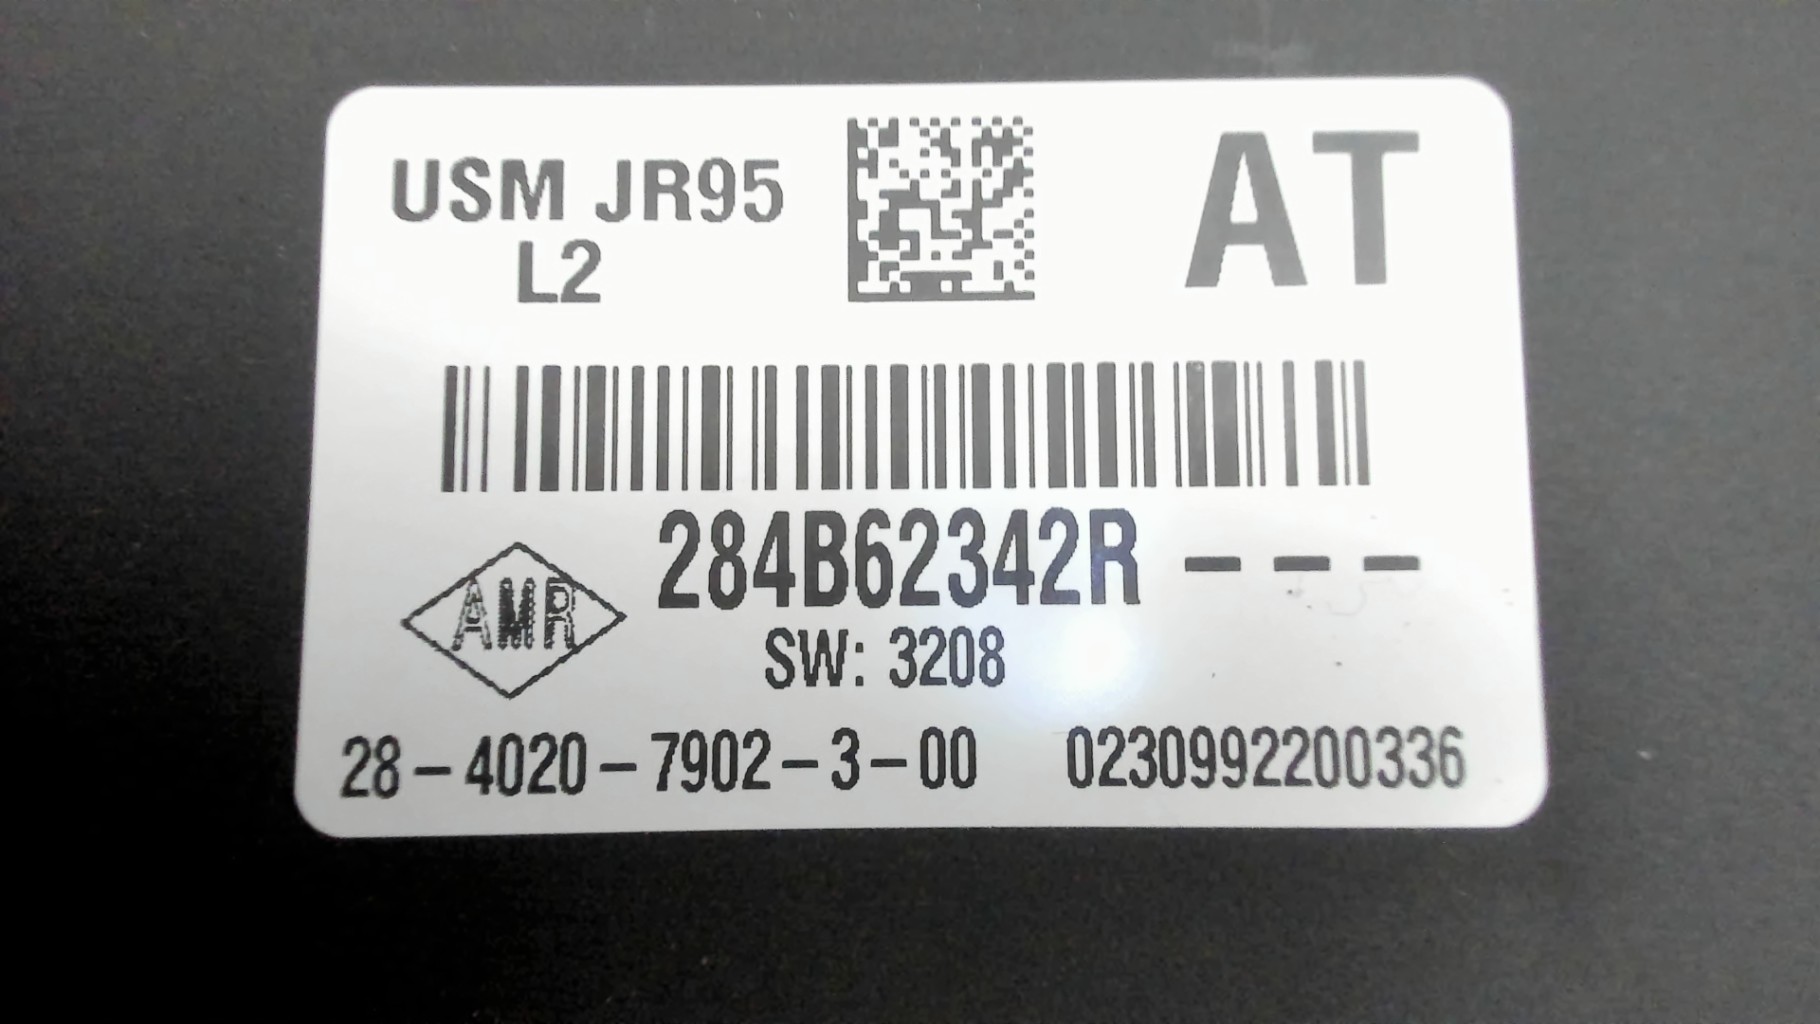 USM JR95
L2
AT
284B62342R ---
AMR
SW: 3208
28-4020-7902-3-00 0230992200336